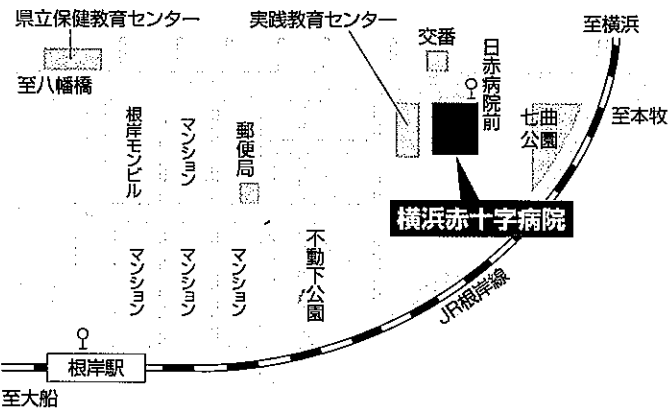 県立保健教育センター
実践教育センター
至横浜
交番
日赤病院前
至八幡橋
根岸モンビル
マンション
郵便局
七曲
公園
至本牧
横浜赤十字病院
マンション
マンション
マンション
不動下公園
JR根岸線
根岸駅
至大船